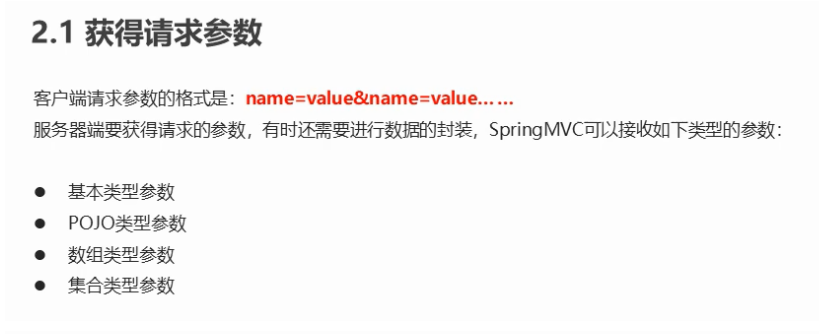 2.1 获得请求参数
客户端请求参数的格式是：name=value&name=value… …
服务器端要获得请求的参数，有时还需要进行数据的封装，SpringMVC可以接收如下类型的参数：
● 基本类型参数
● POJO类型参数
● 数组类型参数
● 集合类型参数